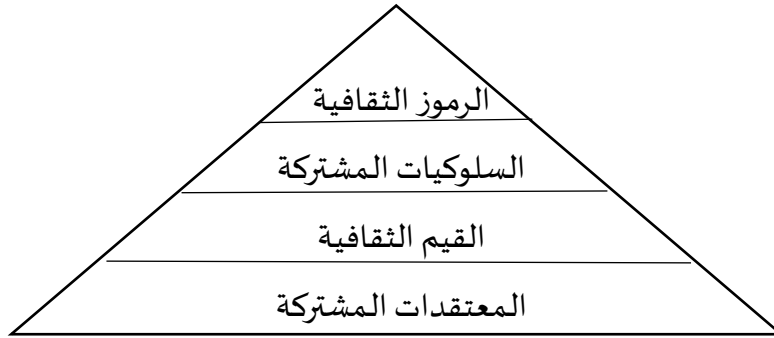 الرموز الثقافية
السلوكيات المشتركة
القيم الثقافية
المعتقدات المشتركة